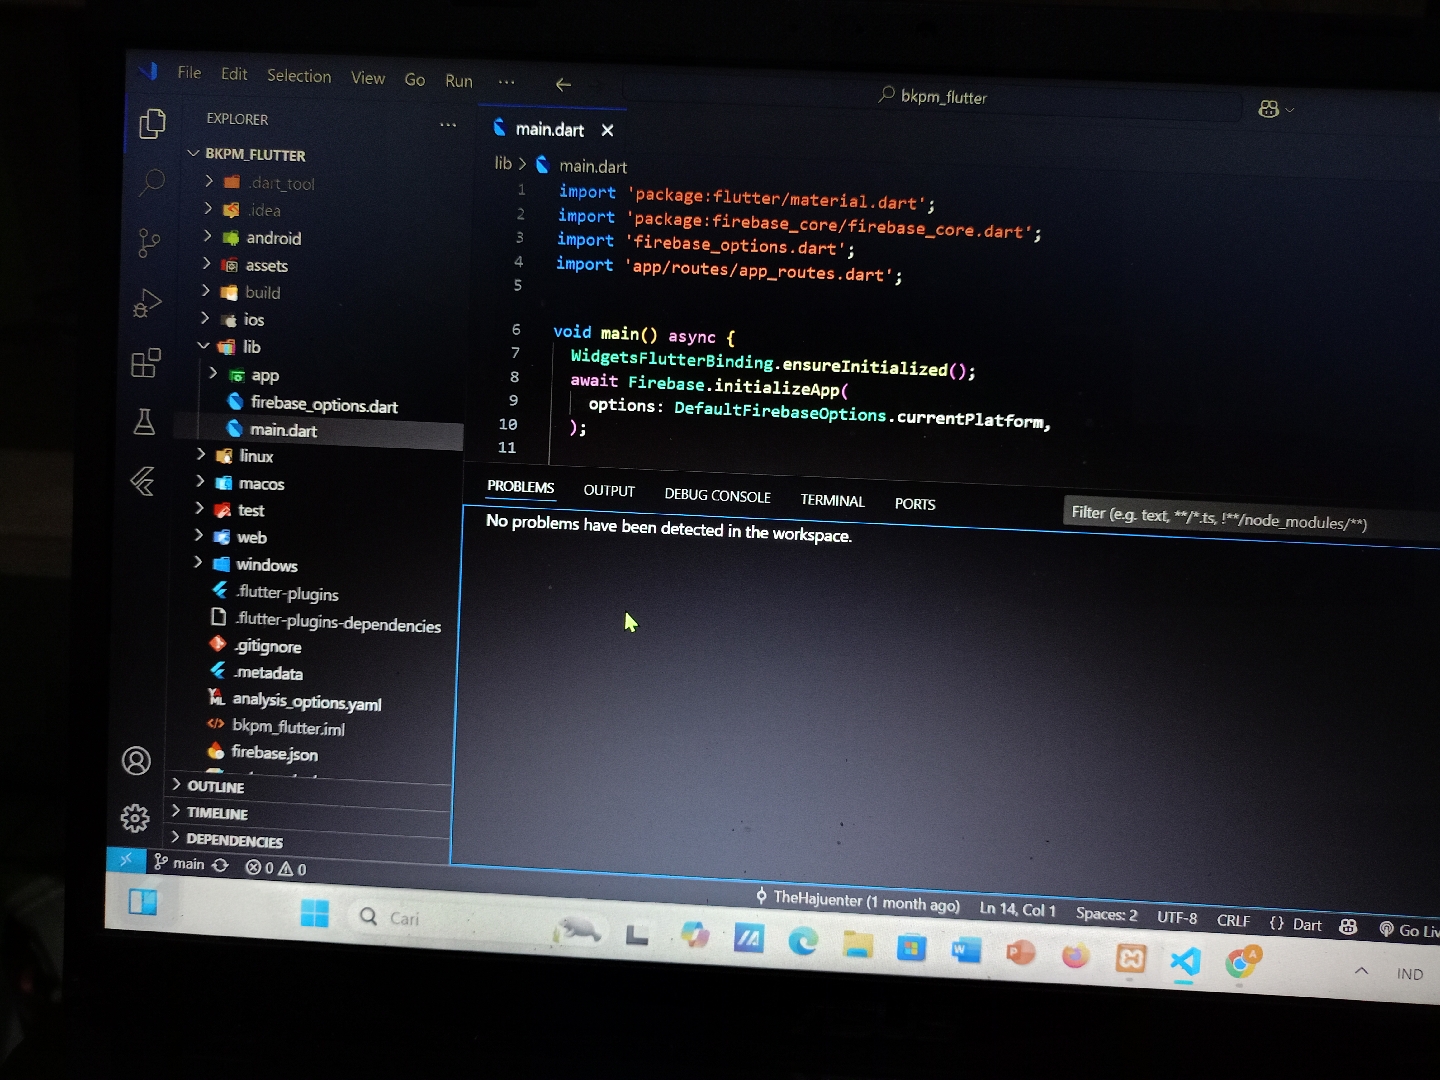 File Edit Selection View Go Run ...
bkpm_flutter
EXPLORER ...
BKPM_FLUTTER
.dart_tool
.idea
android
assets
build
ios
lib
app
firebase_options.dart
main.dart
linux
macos
test
web
windows
.flutter-plugins
.flutter-plugins-dependencies
.gitignore
.metadata
analysis_options.yaml
bkpm_flutter.iml
firebase.json
OUTLINE
TIMELINE
DEPENDENCIES
main.dart
lib > main.dart
1 import 'package:flutter/material.dart';
2 import 'package:firebase_core/firebase_core.dart';
3 import 'firebase_options.dart';
4 import 'app/routes/app_routes.dart';
5
6 void main() async {
7 WidgetsFlutterBinding.ensureInitialized();
8 await Firebase.initializeApp(
9 options: DefaultFirebaseOptions.currentPlatform,
10 );
11
PROBLEMS OUTPUT DEBUG CONSOLE TERMINAL PORTS
Filter (e.g. text, **/*.ts, !**/node_modules/**)
No problems have been detected in the workspace.
main 0 0
TheHajuenter (1 month ago) Ln 14, Col 1 Spaces: 2 UTF-8 CRLF {} Dart Go Liv
Cari
IND